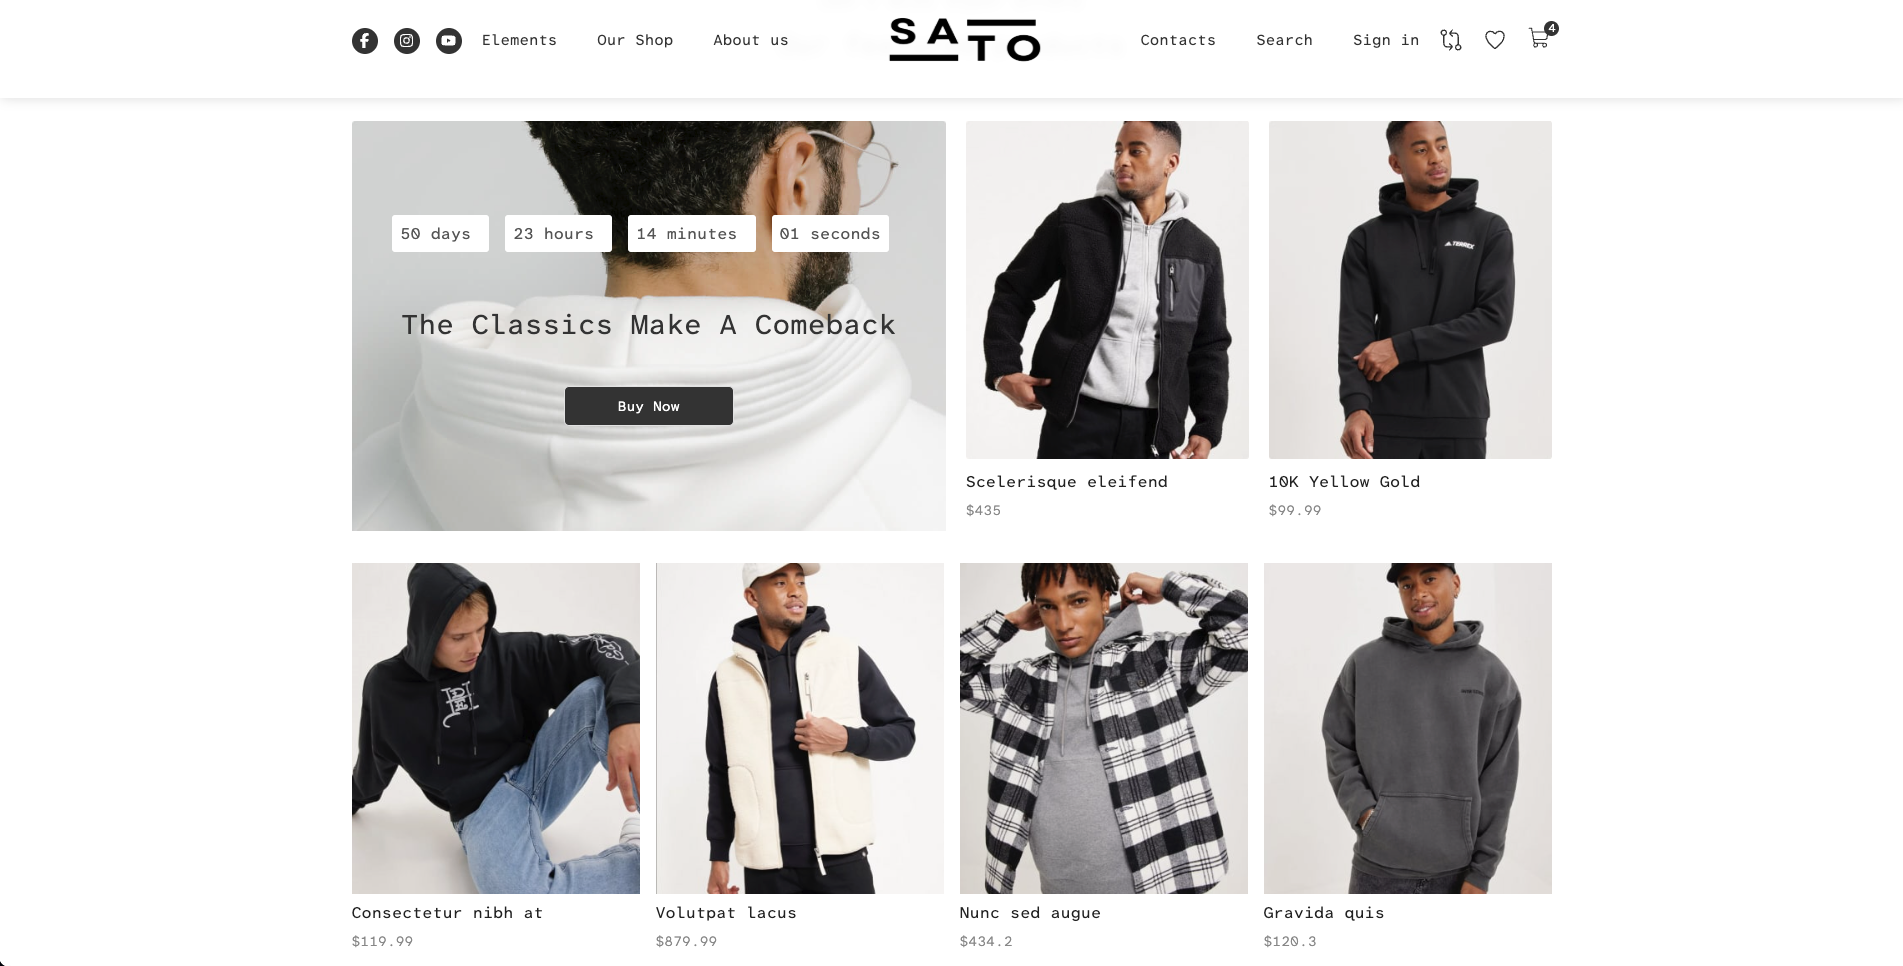 Elements
Our Shop
About us
SATO
Contacts
Search
Sign in
4
50 days
23 hours
14 minutes
01 seconds
The Classics Make A Comeback
Buy Now
TERREX
Scelerisque eleifend
$435
10K Yellow Gold
$99.99
Consectetur nibh at
$119.99
Volutpat lacus
$879.99
Nunc sed augue
$434.2
Gravida quis
$120.3